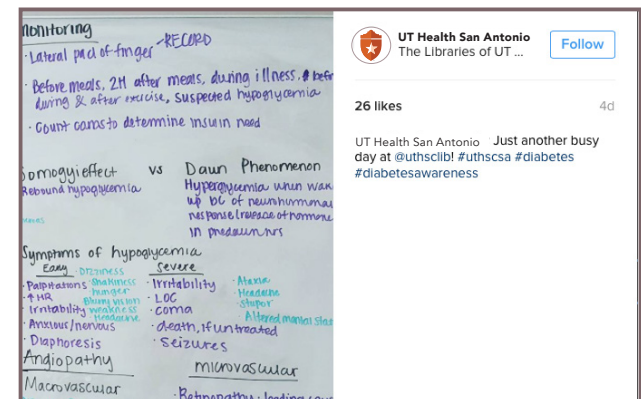 monitoring
· Lateral pad of finger - RECORD
· Before meals, 2H after meals, during illness,
during & after exercise, suspected hypoglycemia
· Count carbs to determine insulin need
Somogyi effect vs Dawn Phenomenon
Rebound hypoglycemia
Hyperglycemia when
up bc of neurohormonal
response (release of hormone
in predawn hrs
Symptoms of hypoglycemia
Early
· Palpitations
· ↑ HR
· Irritability
· Anxious/nervous
· Diaphoresis
· Dizziness
Shakiness
hunger
Blurry vision
weakness
Headache
Severe
· Irritability
· LOC
· coma
· death, if untreated
· Seizures
· Ataxia
· Headache
· Stupor
· Altered mental
Angiopathy
Macrovascular
microvascular
· Retinopathy - leading
UT Health San Antonio
The Libraries of UT ...
Follow
26 likes
4d
UT Health San Antonio Just another busy
day at @uthsclib! #uthscsa #diabetes
#diabetesawareness